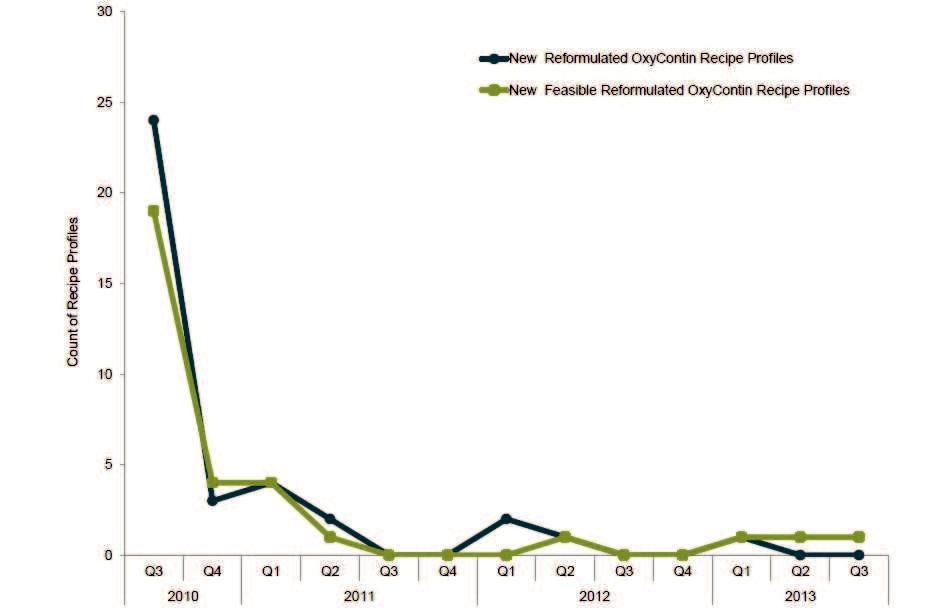 30
New Reformulated OxyContin Recipe Profiles
New Feasible Reformulated OxyContin Recipe Profiles
25
20
15
10
5
0
Count of Recipe Profiles
Q3 Q4 Q1 Q2 Q3 Q4 Q1 Q2 Q3 Q4 Q1 Q2 Q3
2010 2011 2012 2013